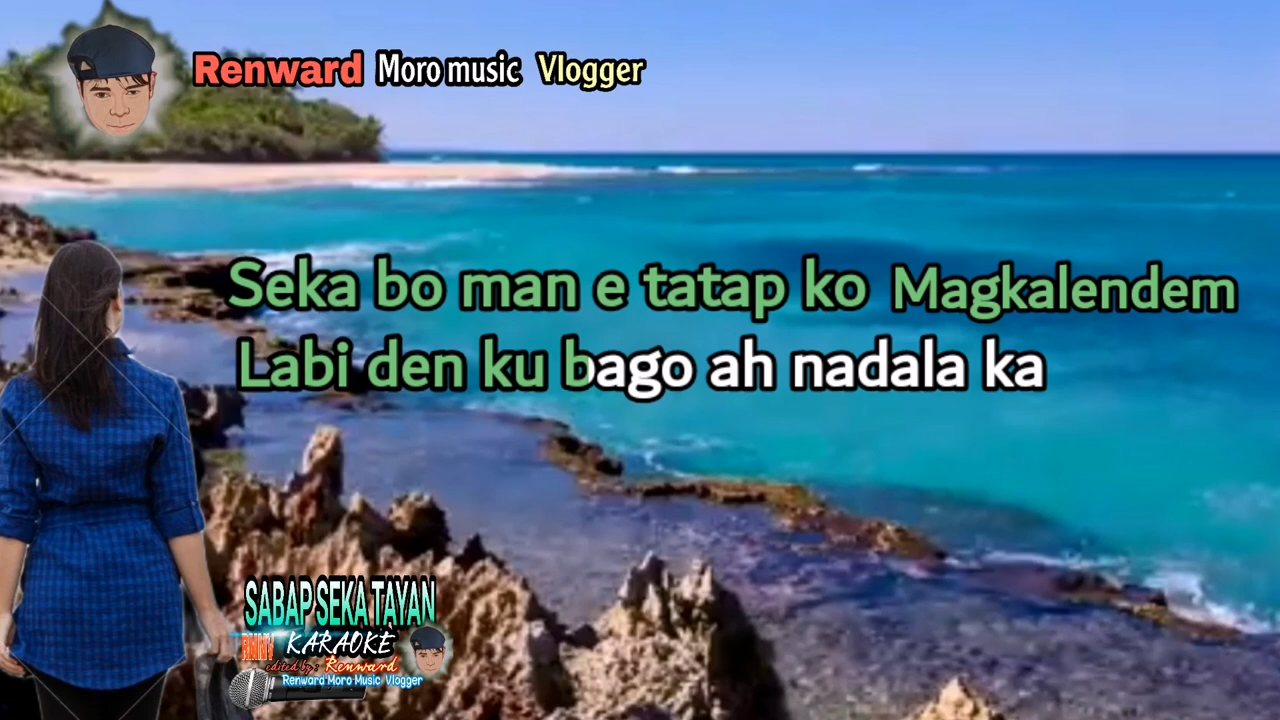 Renward Moro music Vlogger
Seka bo man e tatap ko Magkalendem
Labi den ku bago ah nadala ka
SABAP SEKA TAYAN
RMMV KARAOKE
edited by: Renward
Renward Moro Music Vlogger